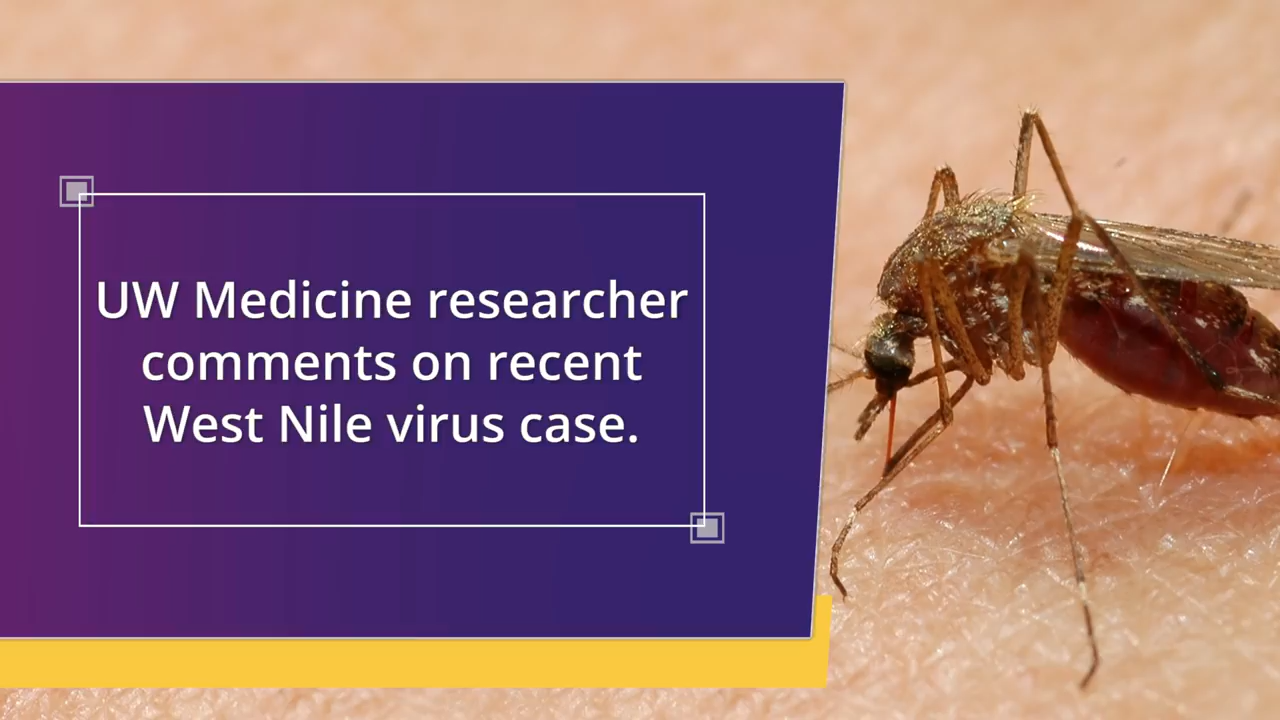 UW Medicine researcher
comments on recent
West Nile virus case.